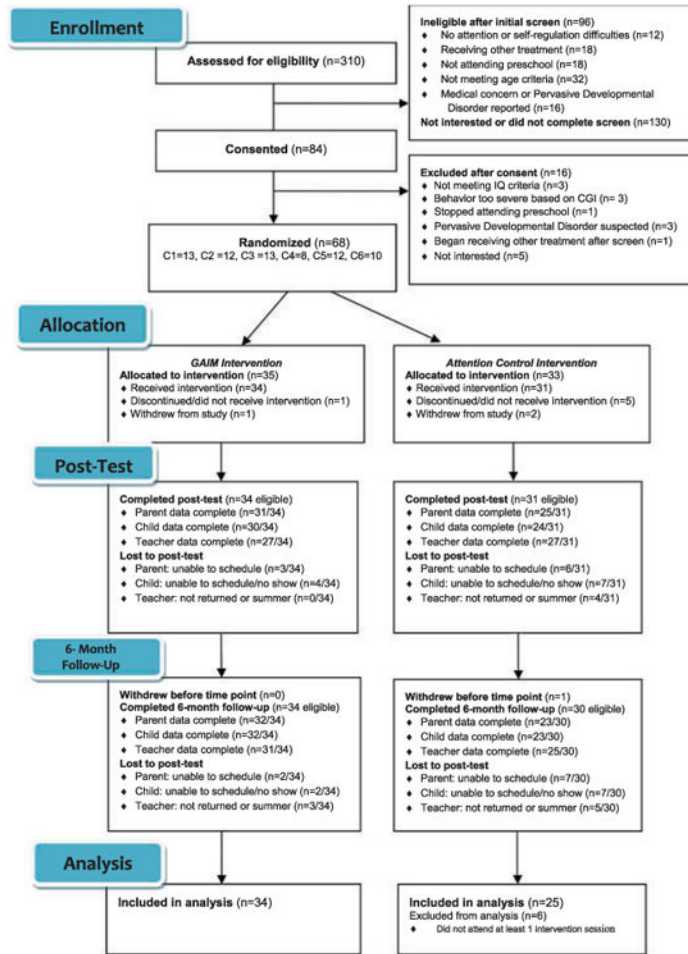 Enrollment
Assessed for eligibility (n=310)
Ineligible after initial screen (n=96)
♦ No attention or self-regulation difficulties (n=12)
♦ Receiving other treatment (n=18)
♦ Not attending preschool (n=18)
♦ Not meeting age criteria (n=32)
♦ Medical concern or Pervasive Developmental
Disorder reported (n=16)
Not interested or did not complete screen (n=130)
Consented (n=84)
Excluded after consent (n=16)
♦ Not meeting IQ criteria (n=3)
♦ Behavior too severe based on CGI (n= 3)
♦ Stopped attending preschool (n=1)
♦ Pervasive Developmental Disorder suspected (n=3)
♦ Began receiving other treatment after screen (n=1)
♦ Not interested (n=5)
Randomized (n=68)
C1=13, C2 =12, C3 =13, C4=8, C5=12, C6=10
Allocation
GAIM Intervention
Allocated to intervention (n=35)
♦ Received intervention (n=34)
♦ Discontinued/did not receive intervention (n=1)
♦ Withdrew from study (n=1)
Attention Control Intervention
Allocated to intervention (n=33)
♦ Received intervention (n=31)
♦ Discontinued/did not receive intervention (n=5)
♦ Withdrew from study (n=2)
Post-Test
Completed post-test (n=34 eligible)
♦ Parent data complete (n=31/34)
♦ Child data complete (n=30/34)
♦ Teacher data complete (n=27/34)
Lost to post-test
♦ Parent: unable to schedule (n=3/34)
♦ Child: unable to schedule/no show (n=4/34)
♦ Teacher: not returned or summer (n=0/34)
Completed post-test (n=31 eligible)
♦ Parent data complete (n=25/31)
♦ Child data complete (n=24/31)
♦ Teacher data complete (n=27/31)
Lost to post-test
♦ Parent: unable to schedule (n=6/31)
♦ Child: unable to schedule/no show (n=7/31)
♦ Teacher: not returned or summer (n=4/31)
6- Month
Follow-Up
Withdrew before time point (n=0)
Completed 6-month follow-up (n=34 eligible)
♦ Parent data complete (n=32/34)
♦ Child data complete (n=32/34)
♦ Teacher data complete (n=31/34)
Lost to post-test
♦ Parent: unable to schedule (n=2/34)
♦ Child: unable to schedule/no show (n=2/34)
♦ Teacher: not returned or summer (n=3/34)
Withdrew before time point (n=1)
Completed 6-month follow-up (n=30 eligible)
♦ Parent data complete (n=23/30)
♦ Child data complete (n=23/30)
♦ Teacher data complete (n=25/30)
Lost to post-test
♦ Parent: unable to schedule (n=7/30)
♦ Child: unable to schedule/no show (n=7/30)
♦ Teacher: not returned or summer (n=5/30)
Analysis
Included in analysis (n=34)
Included in analysis (n=25)
Excluded from analysis (n=6)
♦ Did not attend at least 1 intervention session